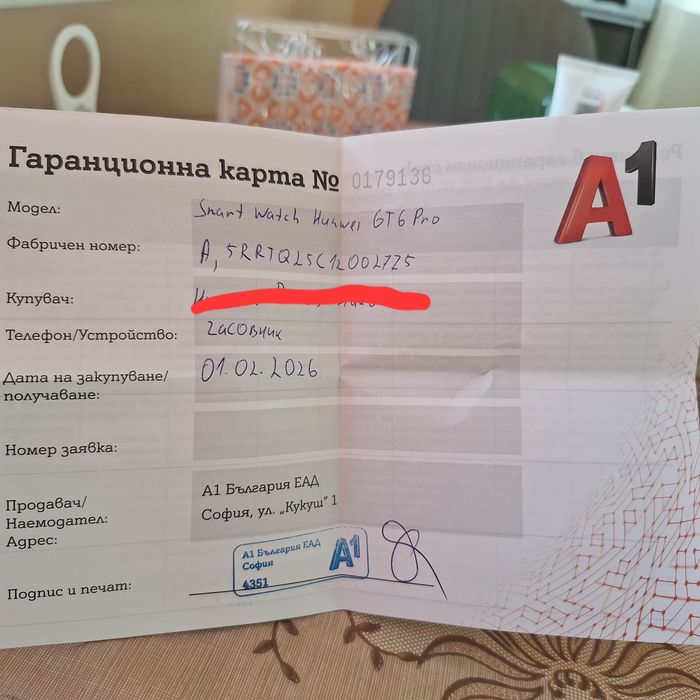 Гаранционна карта № 0179136
A1
Модел: Smart Watch Huawei GT6 Pro
Фабричен номер: A, 5RRTQ25C12002775
Купувач:
Телефон/Устройство: Часовник
Дата на закупуване/ 01.02.2026
получаване:
Номер заявка:
Продавач/ А1 България ЕАД
Наемодател: София, ул. „Кукуш" 1
Адрес:
А1 България ЕАД
София A1
4351
Подпис и печат: